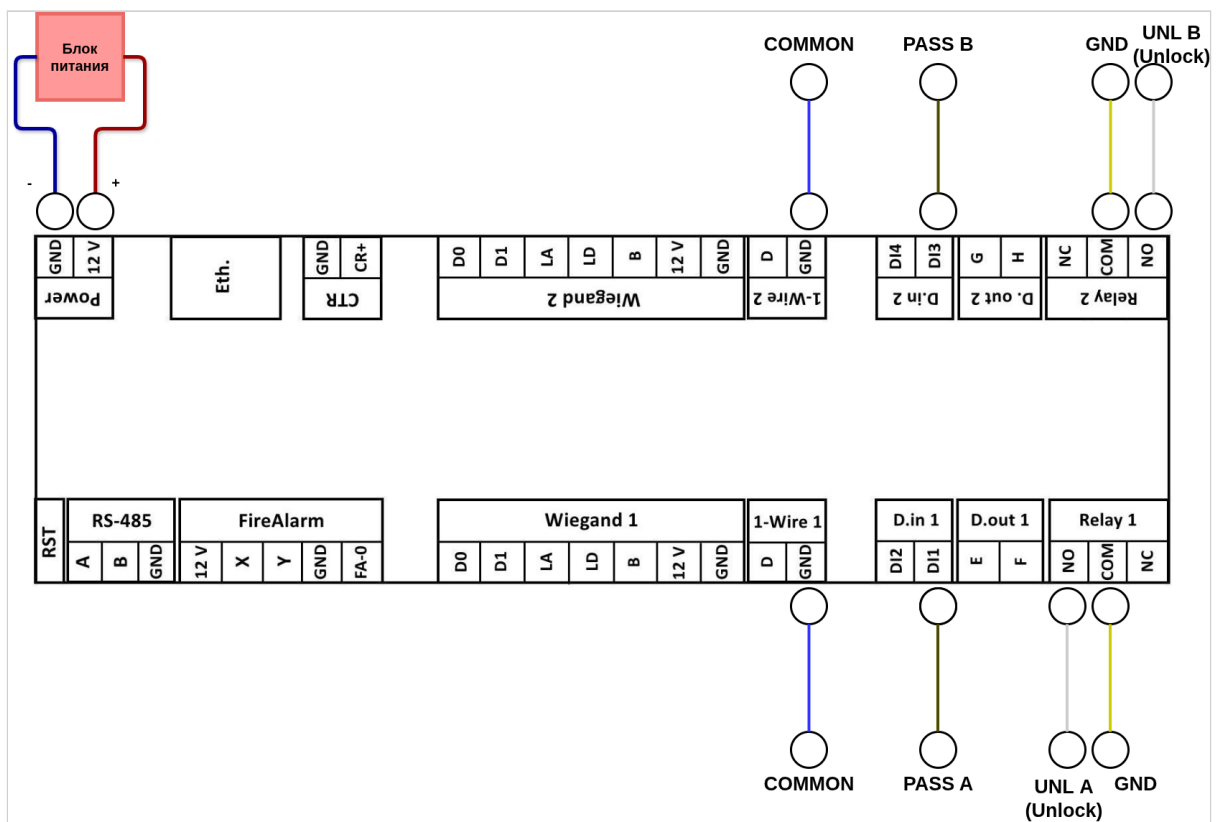 Блок
питания
COMMON
PASS B
GND
UNL B
(Unlock)
-
+
GND
12 V
Eth.
GND
CR+
D0
D1
LA
LD
B
12 V
GND
D
GND
DI4
DI3
G
H
NC
COM
NO
Power
CTR
Wiegand 2
1-Wire 2
D.in 2
D. out 2
Relay 2
RST
RS-485
FireAlarm
Wiegand 1
1-Wire 1
D.in 1
D.out 1
Relay 1
A
B
GND
12 V
X
Y
GND
FA-0
D0
D1
LA
LD
B
12 V
GND
D
GND
DI2
DI1
E
F
NO
COM
NC
COMMON
PASS A
UNL A
(Unlock)
GND